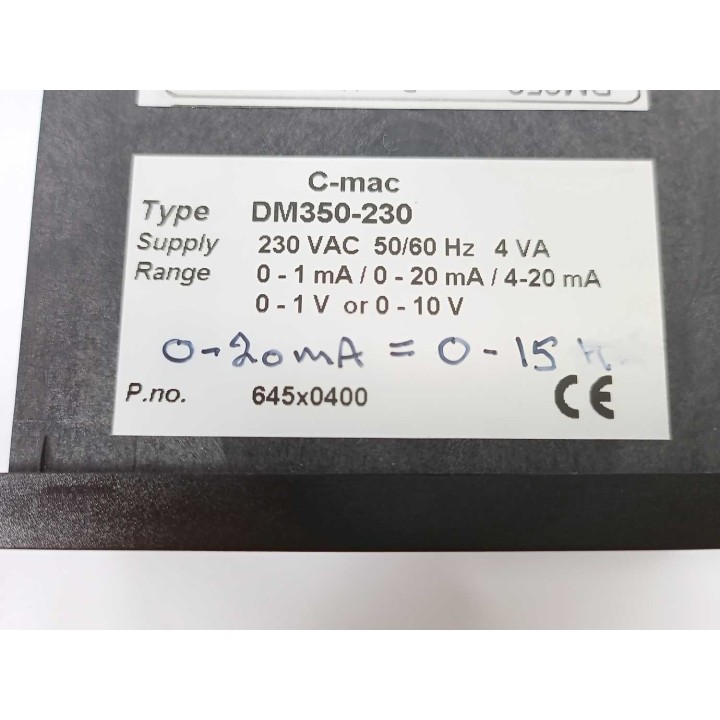 C-mac
Type DM350-230
Supply 230 VAC 50/60 Hz 4 VA
Range 0 - 1 mA / 0 - 20 mA / 4-20 mA
0 - 1 V or 0 - 10 V
0-20mA = 0-15
P.no. 645x0400
CE